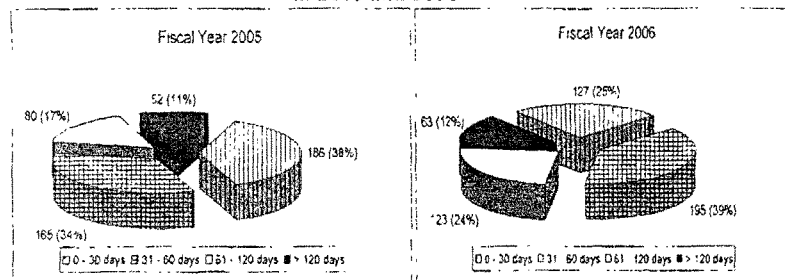 Fiscal Year 2005
52 (11%)
80 (17%)
186 (38%)
165 (34%)
0 - 30 days 31 - 60 days 61 - 120 days > 120 days
Fiscal Year 2006
127 (25%)
63 (12%)
123 (24%)
195 (39%)
0 - 30 days 31 60 days 61 120 days > 120 days